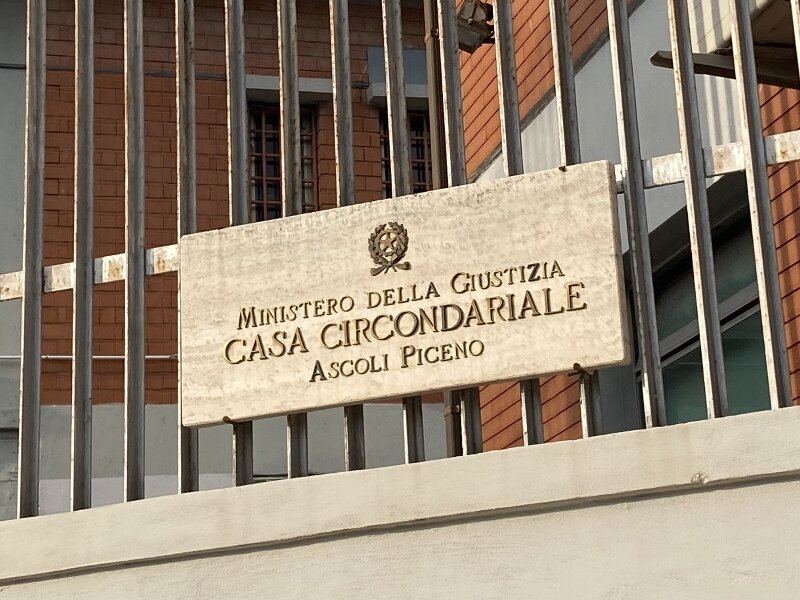 MINISTERO DELLA GIUSTIZIA
CASA CIRCONDARIALE
ASCOLI PICENO